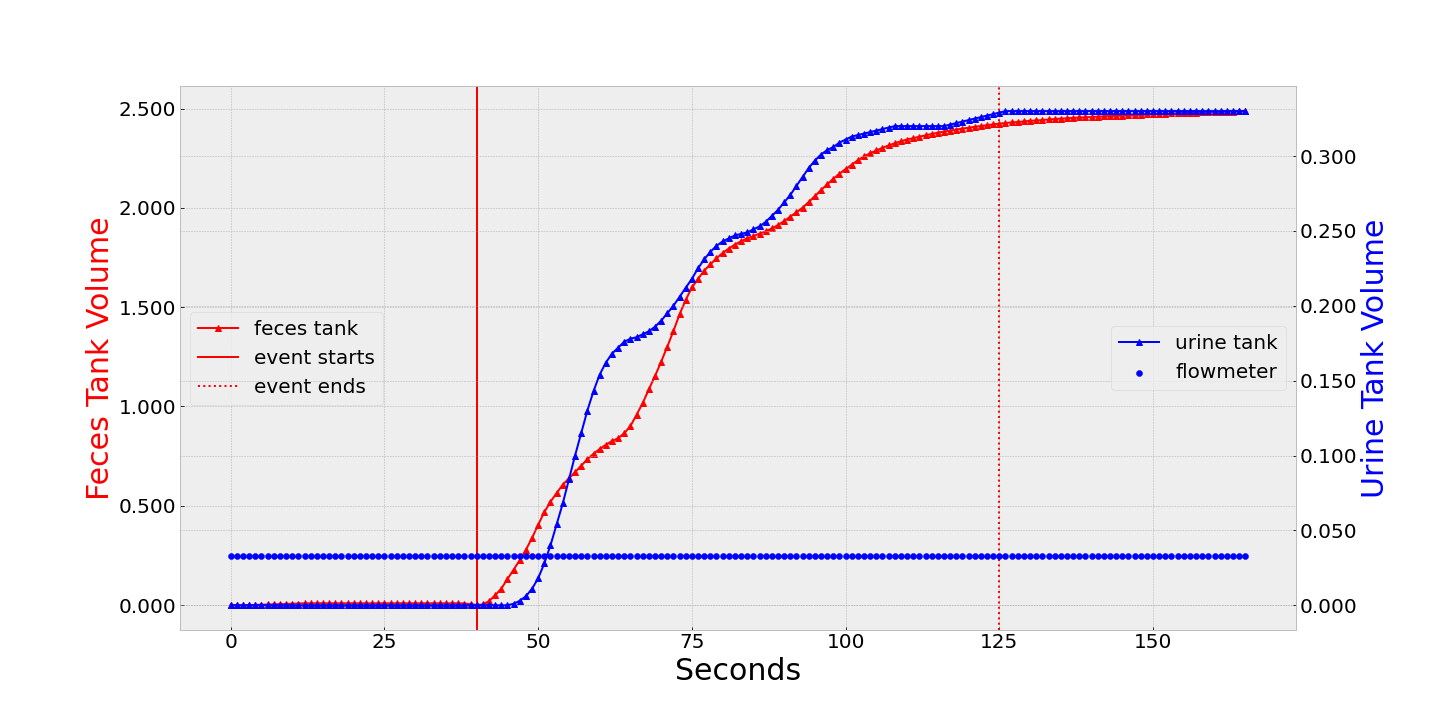 2.500
2.000
1.500
1.000
0.500
0.000
Feces Tank Volume
feces tank
event starts
event ends
urine tank
flowmeter
0.300
0.250
0.200
0.150
0.100
0.050
0.000
Urine Tank Volume
0 25 50 75 100 125 150
Seconds